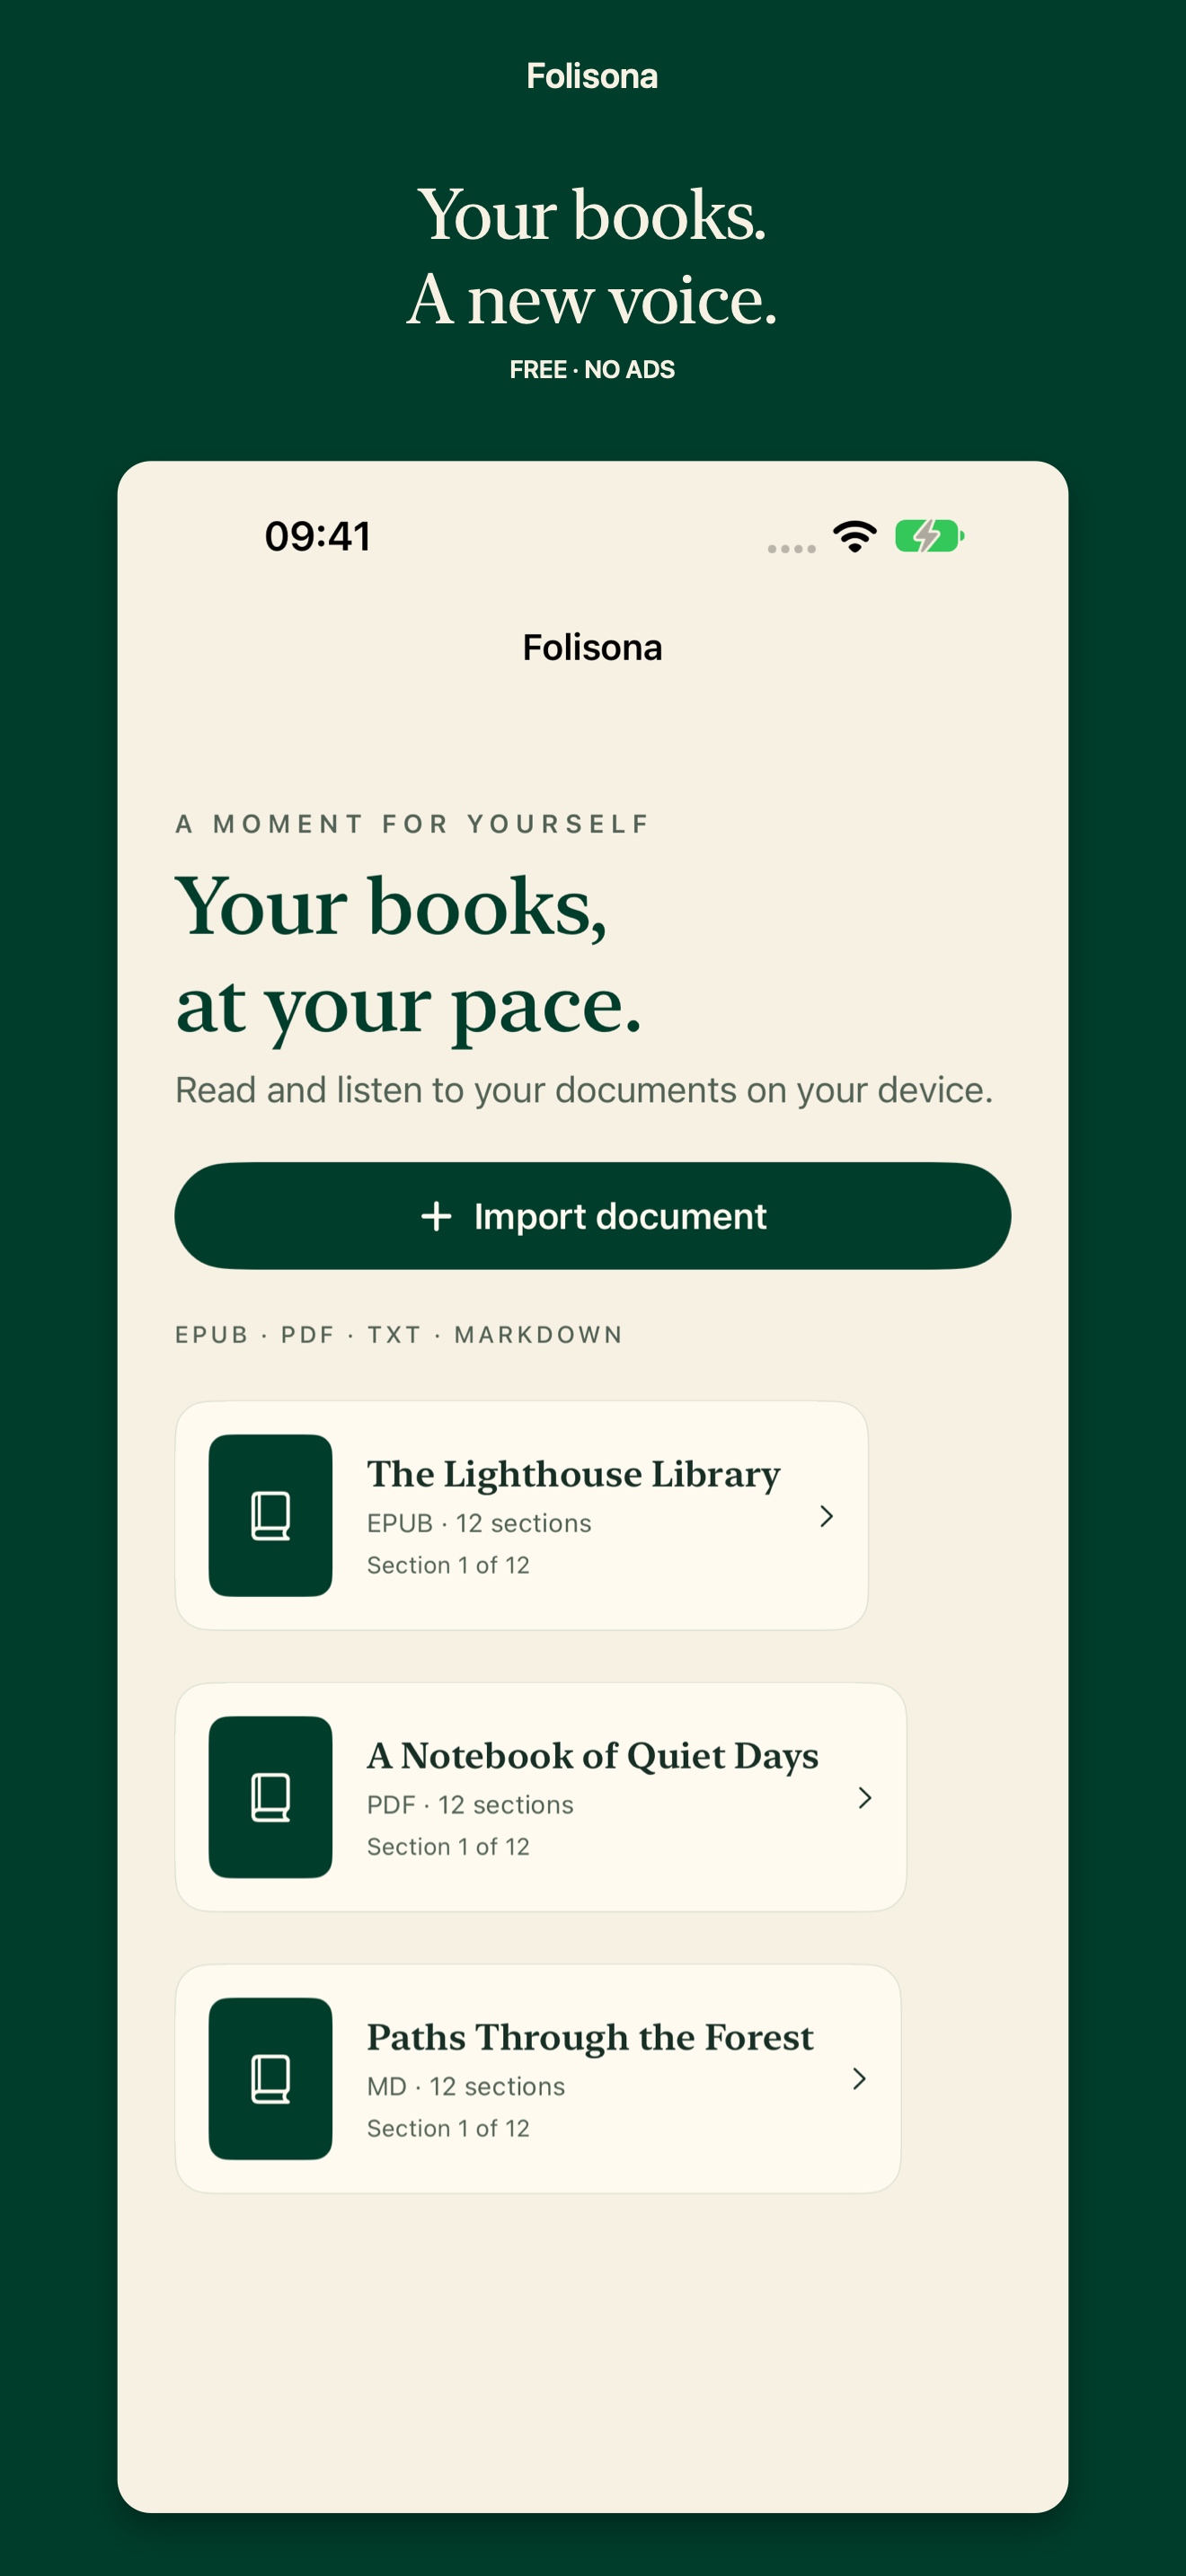 Folisona
Your books.
A new voice.
FREE · NO ADS
09:41
Folisona
A MOMENT FOR YOURSELF
Your books,
at your pace.
Read and listen to your documents on your device.
+ Import document
EPUB · PDF · TXT · MARKDOWN
The Lighthouse Library
EPUB · 12 sections
Section 1 of 12
A Notebook of Quiet Days
PDF · 12 sections
Section 1 of 12
Paths Through the Forest
MD · 12 sections
Section 1 of 12